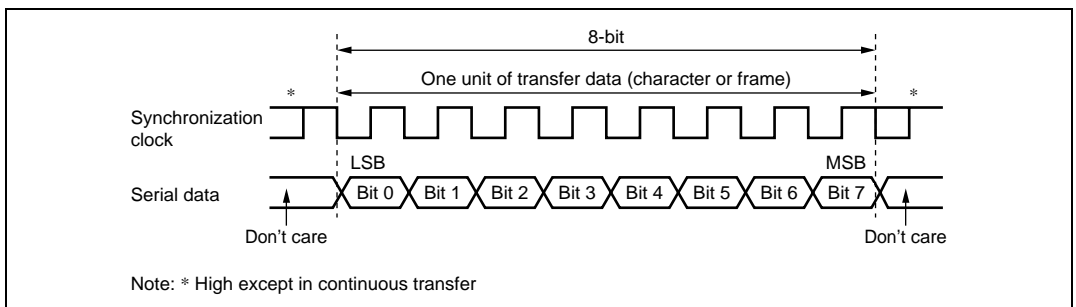 8-bit
One unit of transfer data (character or frame)
* *
Synchronization
clock
LSB MSB
Serial data Bit 0 Bit 1 Bit 2 Bit 3 Bit 4 Bit 5 Bit 6 Bit 7
Don't care Don't care
Note: * High except in continuous transfer